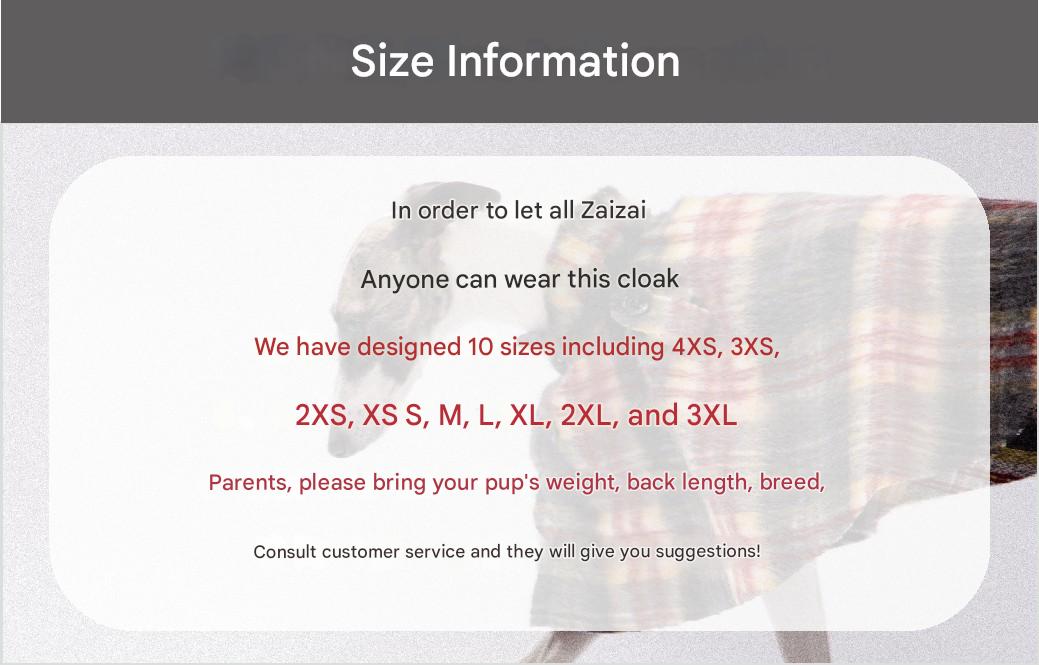 Size Information
In order to let all Zaizai
Anyone can wear this cloak
We have designed 10 sizes including 4XS, 3XS,
2XS, XS S, M, L, XL, 2XL, and 3XL
Parents, please bring your pup's weight, back length, breed,
Consult customer service and they will give you suggestions!